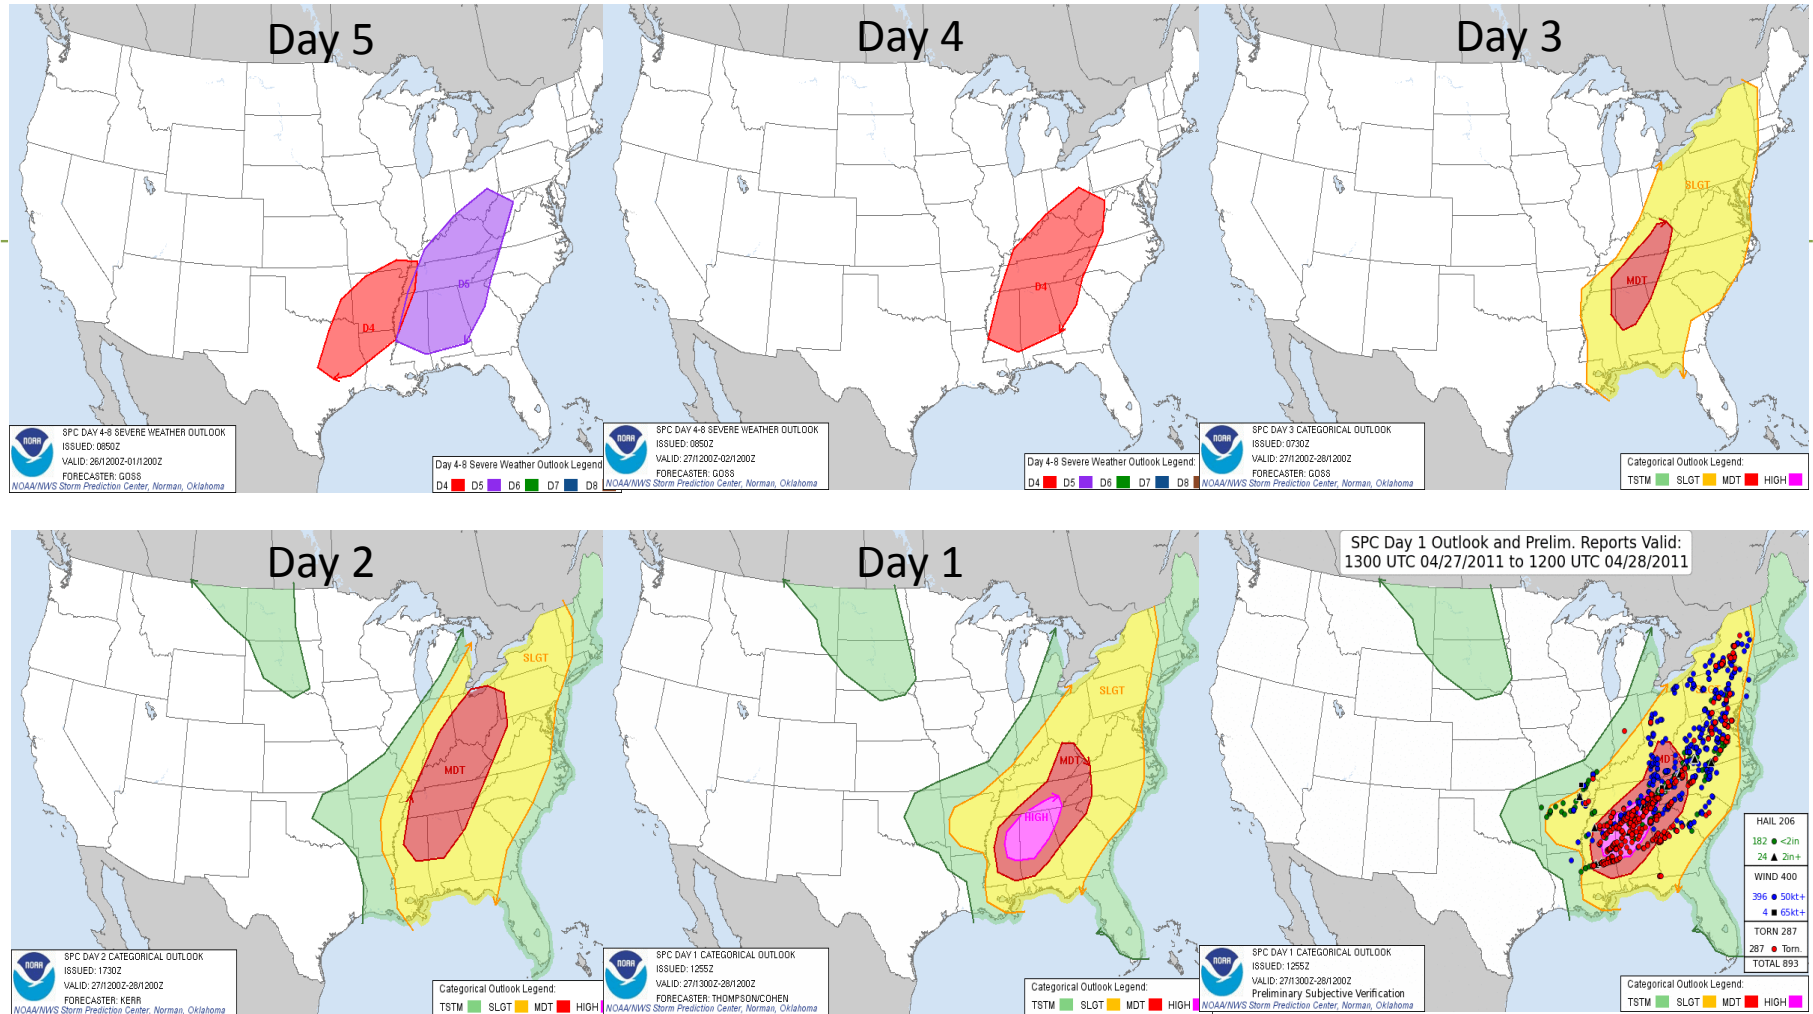 Day 5
D5
D4
NOAA
SPC DAY 4-8 SEVERE WEATHER OUTLOOK
ISSUED: 0850Z
VALID: 26/1200Z-01/1200Z
FORECASTER: GOSS
NOAA/NWS Storm Prediction Center, Norman, Oklahoma
Day 4-8 Severe Weather Outlook Legend
D4 D5 D6 D7 D8
Day 4
D4
NOAA
SPC DAY 4-8 SEVERE WEATHER OUTLOOK
ISSUED: 0850Z
VALID: 27/1200Z-02/1200Z
FORECASTER: GOSS
NOAA/NWS Storm Prediction Center, Norman, Oklahoma
Day 4-8 Severe Weather Outlook Legend:
D4 D5 D6 D7 D8
Day 3
SLGT
MDT
NOAA
SPC DAY 3 CATEGORICAL OUTLOOK
ISSUED: 0730Z
VALID: 27/1200Z-28/1200Z
FORECASTER: GOSS
NOAA/NWS Storm Prediction Center, Norman, Oklahoma
Categorical Outlook Legend:
TSTM SLGT MDT HIGH
Day 2
SLGT
MDT
NOAA
SPC DAY 2 CATEGORICAL OUTLOOK
ISSUED: 1730Z
VALID: 27/1200Z-28/1200Z
FORECASTER: KERR
NOAA/NWS Storm Prediction Center, Norman, Oklahoma
Categorical Outlook Legend:
TSTM SLGT MDT HIGH
Day 1
SLGT
MDT
HIGH
NOAA
SPC DAY 1 CATEGORICAL OUTLOOK
ISSUED: 1255Z
VALID: 27/1300Z-28/1200Z
FORECASTER: THOMPSON/COHEN
NOAA/NWS Storm Prediction Center, Norman, Oklahoma
Categorical Outlook Legend:
TSTM SLGT MDT HIGH
SPC Day 1 Outlook and Prelim. Reports Valid:
1300 UTC 04/27/2011 to 1200 UTC 04/28/2011
HAIL 206
182 <2in
24 2in+
WIND 400
396 50kt+
4 65kt+
TORN 287
287 Torn.
TOTAL 893
NOAA
SPC DAY 1 CATEGORICAL OUTLOOK
ISSUED: 1255Z
VALID: 27/1300Z-28/1200Z
Preliminary Subjective Verification
NOAA/NWS Storm Prediction Center, Norman, Oklahoma
Categorical Outlook Legend:
TSTM SLGT MDT HIGH